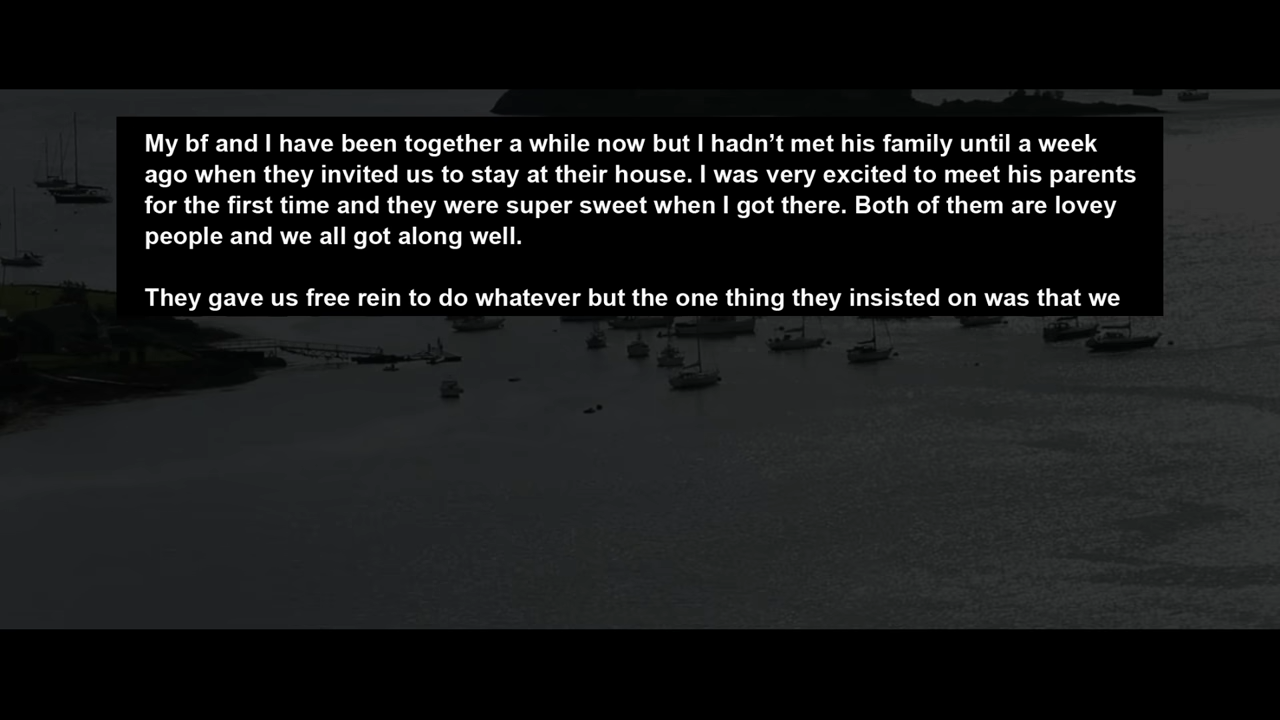 My bf and I have been together a while now but I hadn’t met his family until a week
ago when they invited us to stay at their house. I was very excited to meet his parents
for the first time and they were super sweet when I got there. Both of them are lovey
people and we all got along well.
They gave us free rein to do whatever but the one thing they insisted on was that we